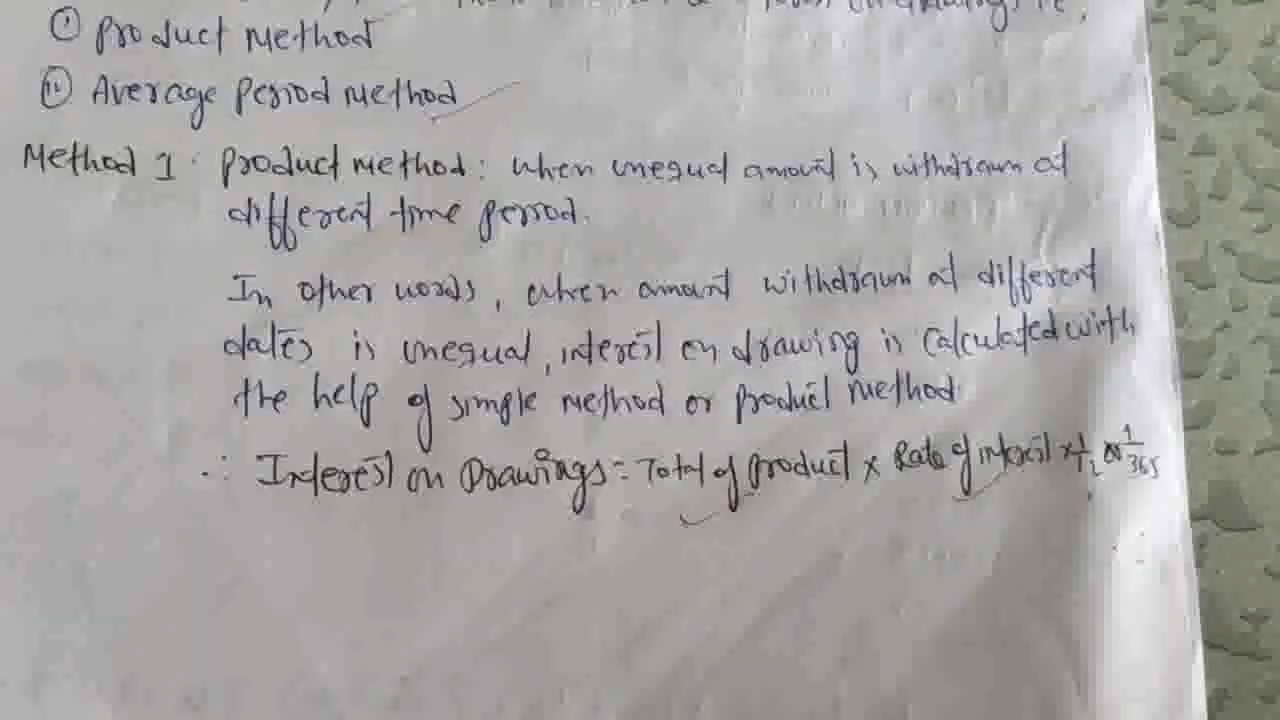 ① Product Method
② Average Period Method
Method 1: Product method: when unequal amount is withdrawn at
different time period.
In other words, when amount withdrawn at different
dates is unequal, interest on drawing is calculated with
the help of simple method or product method
∴ Interest on Drawings = Total of product x Rate of interest x 1/12 or 1/365